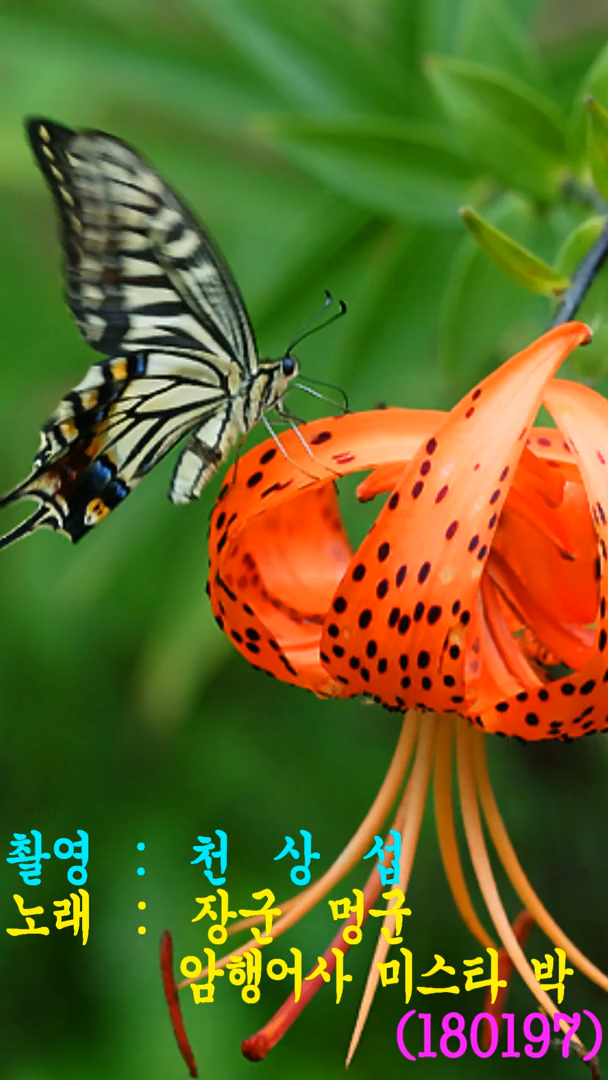 촬영 : 천 상 섭
노래 : 장군 멍군
암행어사 미스타 박
(180197)